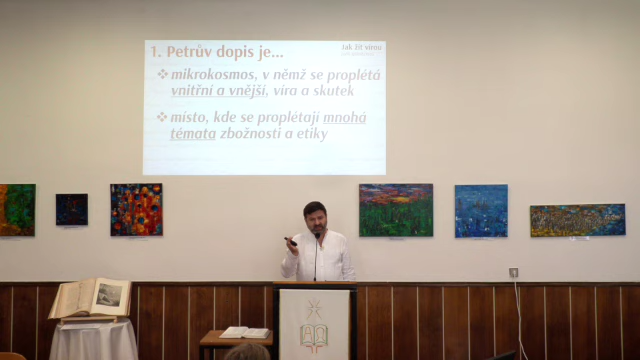 1. Petrův dopis je...
Jak žít vírou
❖ mikrokosmos, v němž se proplétá
vnitřní a vnější, víra a skutek
❖ místo, kde se proplétají mnohá
témata zbožnosti a etiky